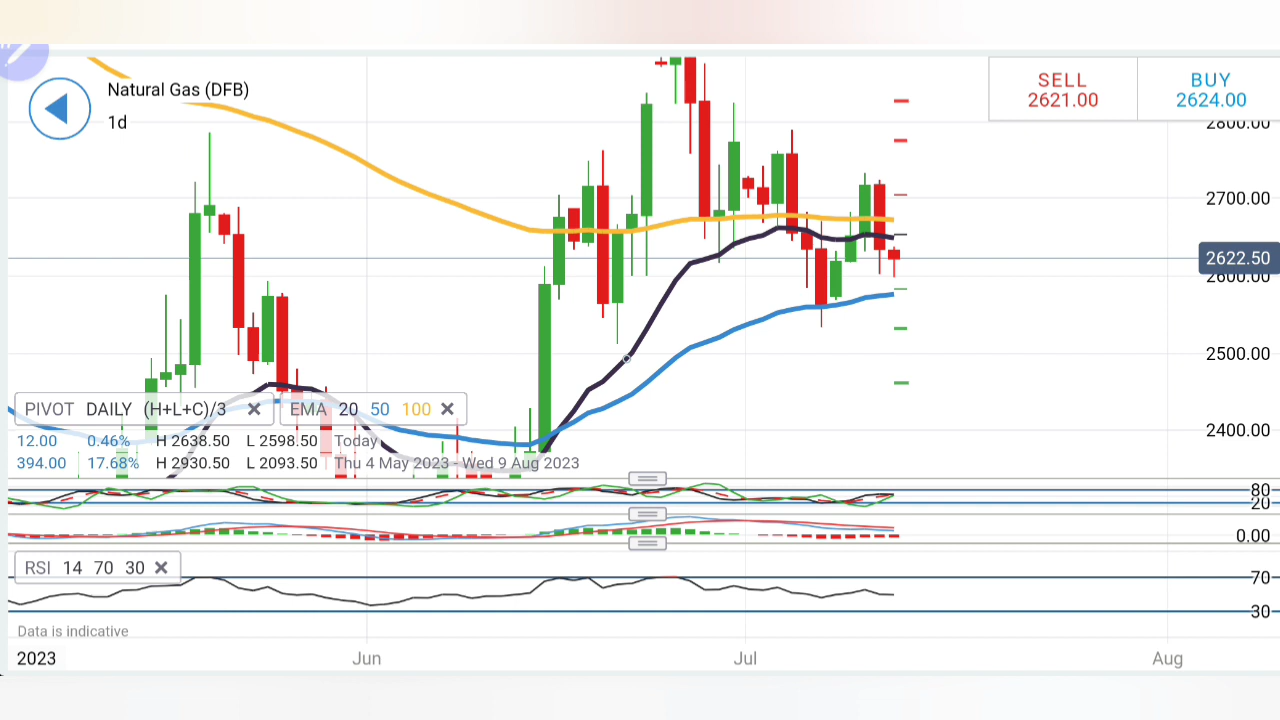 Natural Gas (DFB)
1d
SELL
2621.00
BUY
2624.00
2800.00
2700.00
2622.50
2600.00
2500.00
2400.00
PIVOT DAILY (H+L+C)/3
EMA 20 50 100
12.00 0.46% H 2638.50 L 2598.50 Today
394.00 17.68% H 2930.50 L 2093.50 Thu 4 May 2023 - Wed 9 Aug 2023
80
20
0.00
RSI 14 70 30
70
30
Data is indicative
2023 Jun Jul Aug